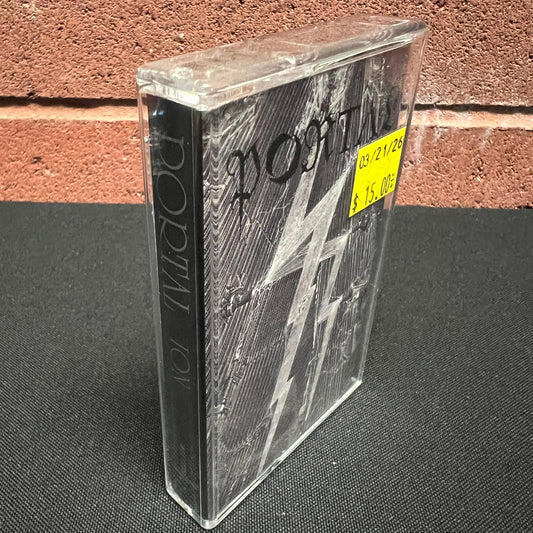 PORTAL
03/21/26
$ 15.00
PORTAL ION